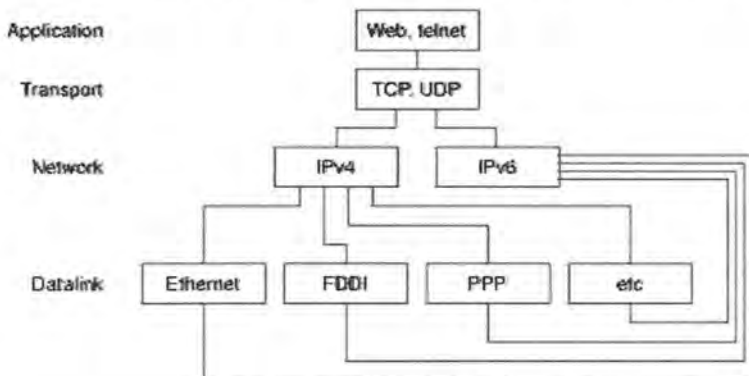 Application
Web, telnet
Transport
TCP, UDP
Network
IPv4
IPv6
Datalink
Ethernet
FDDI
PPP
etc